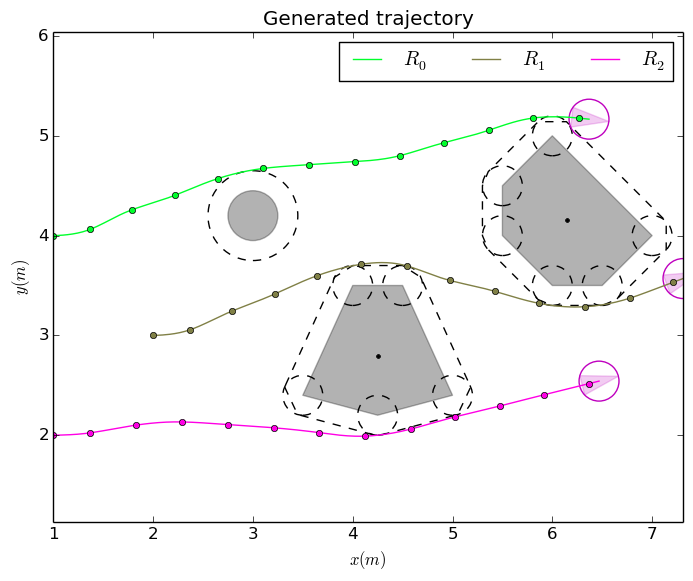 Generated trajectory
R₀ R₁ R₂
6
5
4
3
2
y(m)
1 2 3 4 5 6 7
x(m)